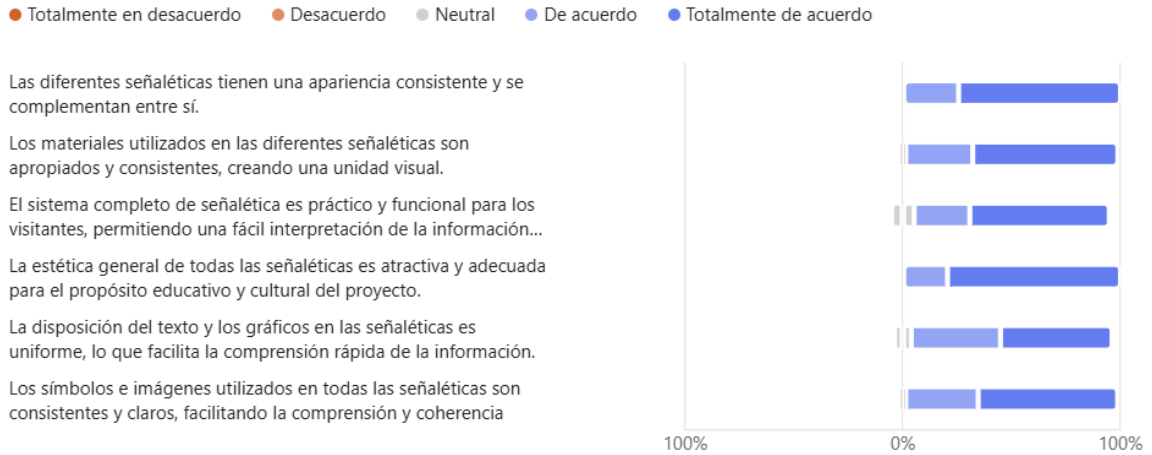 Totalmente en desacuerdo Desacuerdo Neutral De acuerdo Totalmente de acuerdo
Las diferentes señaléticas tienen una apariencia consistente y se
complementan entre sí.
Los materiales utilizados en las diferentes señaléticas son
apropiados y consistentes, creando una unidad visual.
El sistema completo de señalética es práctico y funcional para los
visitantes, permitiendo una fácil interpretación de la información...
La estética general de todas las señaléticas es atractiva y adecuada
para el propósito educativo y cultural del proyecto.
La disposición del texto y los gráficos en las señaléticas es
uniforme, lo que facilita la comprensión rápida de la información.
Los símbolos e imágenes utilizados en todas las señaléticas son
consistentes y claros, facilitando la comprensión y coherencia
100% 0% 100%